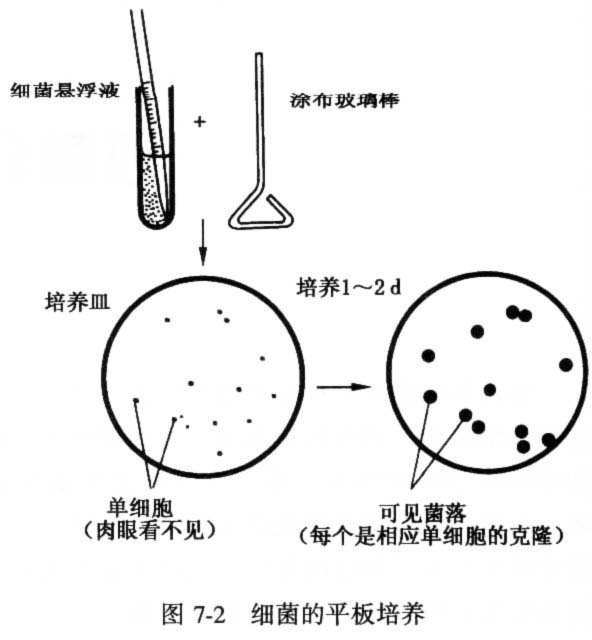 细菌悬浮液
+
涂布玻璃棒
培养皿
培养1～2d
单细胞
（肉眼看不见）
可见菌落
（每个是相应单细胞的克隆）
图 7-2 细菌的平板培养